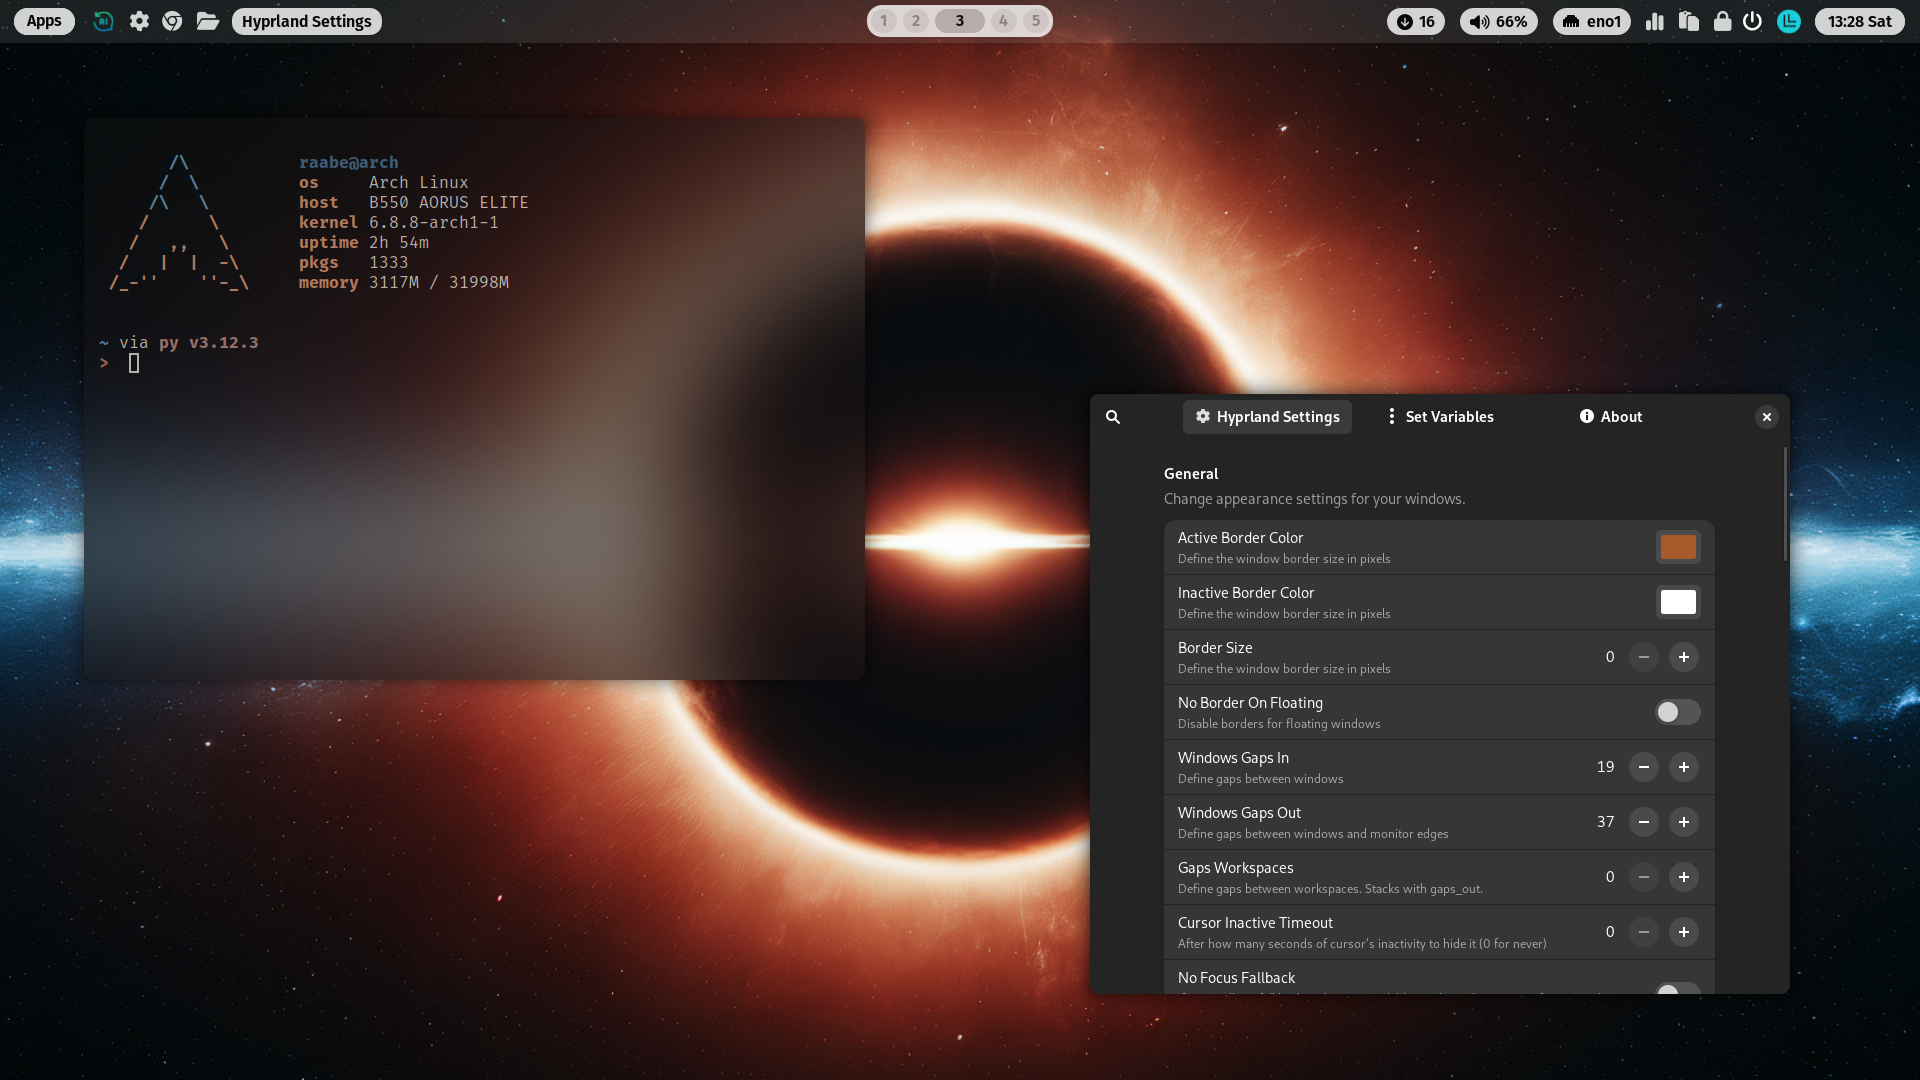 Apps
AI
Hyprland Settings
1 2 3 4 5
16
66%
eno1
13:28 Sat
raabe@arch
os Arch Linux
host B550 AORUS ELITE
kernel 6.8.8-arch1-1
uptime 2h 54m
pkgs 1333
memory 3117M / 31998M
~ via py v3.12.3
>
Hyprland Settings
Set Variables
About
General
Change appearance settings for your windows.
Active Border Color
Define the window border size in pixels
Inactive Border Color
Define the window border size in pixels
Border Size
Define the window border size in pixels
0
No Border On Floating
Disable borders for floating windows
Windows Gaps In
Define gaps between windows
19
Windows Gaps Out
Define gaps between windows and monitor edges
37
Gaps Workspaces
Define gaps between workspaces. Stacks with gaps_out.
0
Cursor Inactive Timeout
After how many seconds of cursor's inactivity to hide it (0 for never)
0
No Focus Fallback